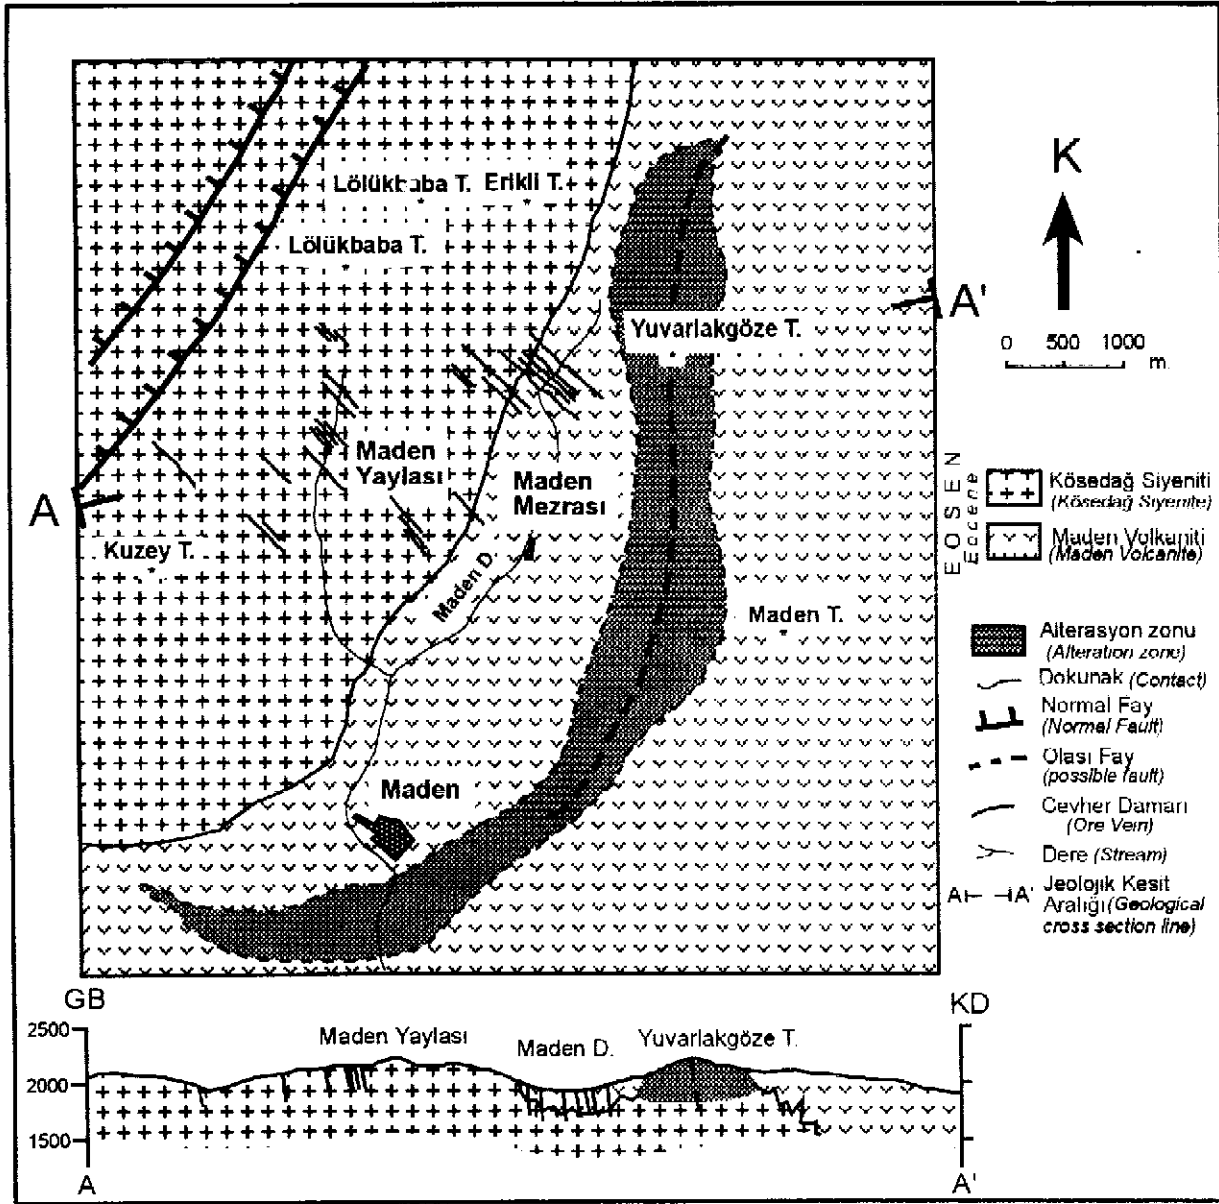 Lölükbaba T. Erikli T.
Lölükbaba T.
Yuvarlakgöze T.
Maden
Yaylası
Maden
Mezrası
Kuzey T.
Maden D.
Maden T.
Maden
A
A'
K
0 500 1000
m.
EOSEN
Eocene
Kösedağ Siyeniti
(Kösedağ Siyenite)
Maden Volkaniti
(Maden Volcanite)
Alterasyon zonu
(Alteration zone)
Dokunak (Contact)
Normal Fay
(Normal Fault)
Olası Fay
(possible fault)
Cevher Damarı
(Ore Vein)
Dere (Stream)
A A' Jeolojik Kesit
Aralığı (Geological
cross section line)
GB
KD
2500
2000
1500
Maden Yaylası
Maden D.
Yuvarlakgöze T.
A
A'